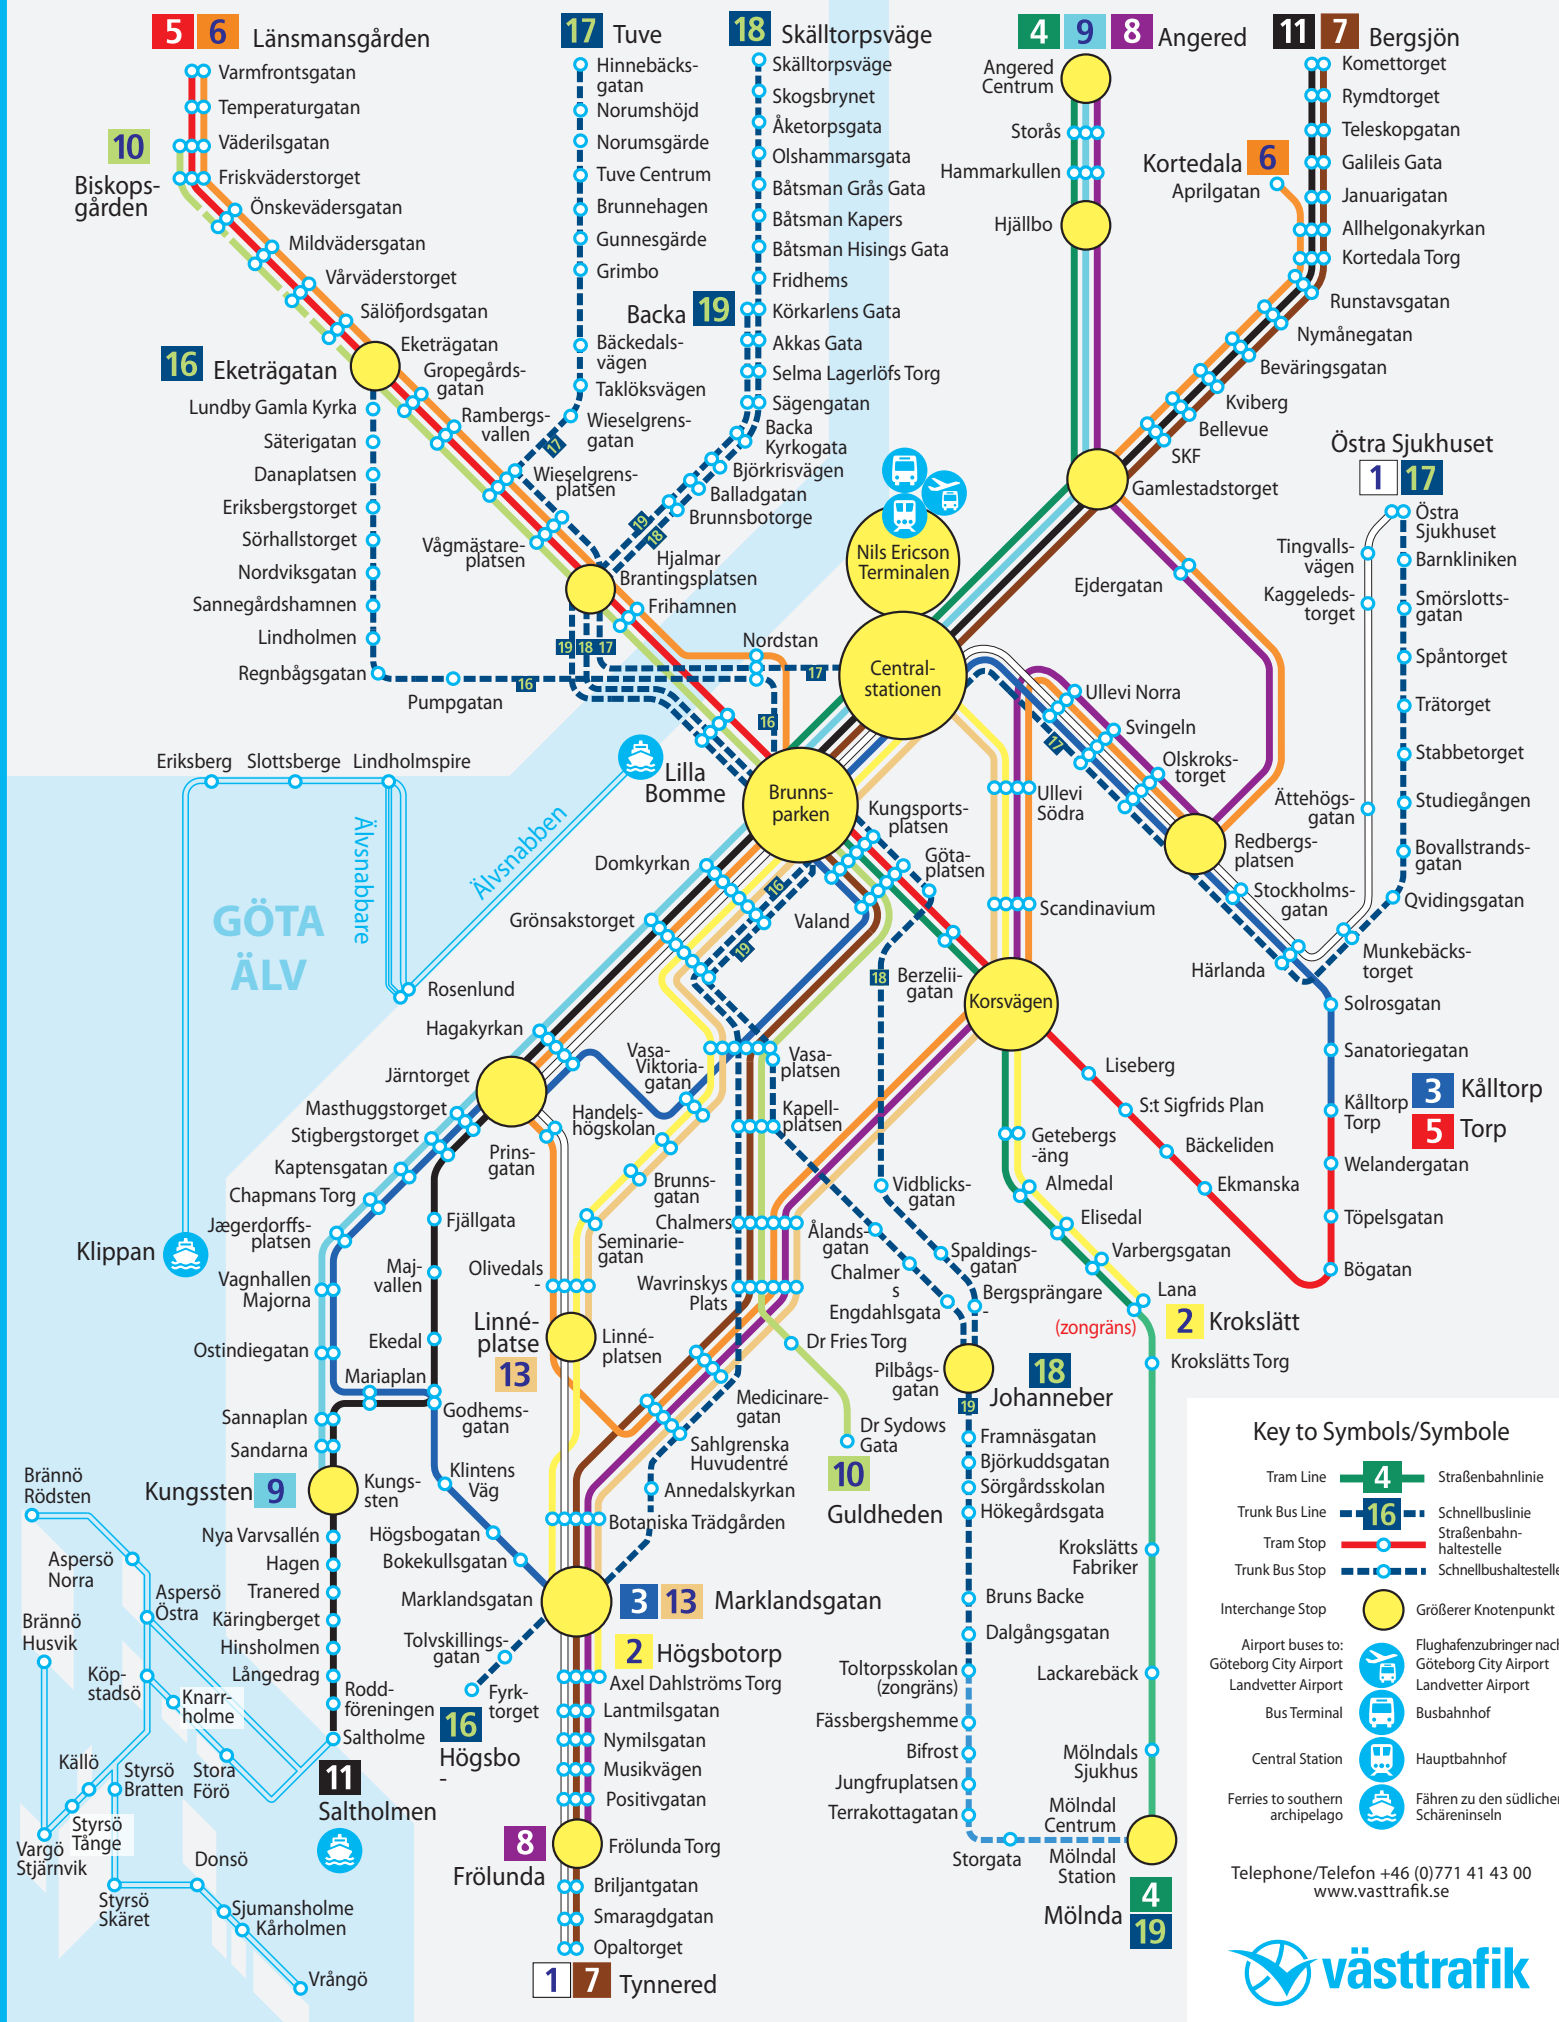 5 6 Länsmansgården
Varmfrontsgatan
Temperaturgatan
10
Väderilsgatan
Biskops-
gården
Friskväderstorget
Önskevädersgatan
Mildvädersgatan
Vårväderstorget
Sälöfjordsgatan
Eketrägatan
16 Eketrägatan
Gropegårds-
gatan
Rambergs-
vallen
Wieselgrens-
platsen
Vågmästare-
platsen
Hjalmar
Brantingsplatsen
Frihamnen
Lundby Gamla Kyrka
Säterigatan
Danaplatsen
Eriksbergstorget
Sörhallstorget
Nordviksgatan
Sannegårdshamnen
Lindholmen
Regnbågsgatan
Pumpgatan
16
17 Tuve
Hinnebäcks-
gatan
Norumshöjd
Norumsgärde
Tuve Centrum
Brunnehagen
Gunnesgärde
Grimbo
Bäckedals-
vägen
Taklöksvägen
Wieselgrens-
gatan
17
18 Skälltorpsväge
Skälltorpsväge
Skogsbrynet
Åketorpsgata
Olshammarsgata
Båtsman Grås Gata
Båtsman Kapers
Båtsman Hisings Gata
Fridhems
Backa 19
Körkarlens Gata
Akkas Gata
Selma Lagerlöfs Torg
Sägengatan
Backa
Kyrkogata
Björkrisvägen
Balladgatan
Brunnsbotorge
19
18
19 18 17
Nordstan
17
16
4 9 8 Angered
Angered
Centrum
Storås
Hammarkullen
Hjällbo
11 7 Bergsjön
Komettorget
Rymdtorget
Teleskopgatan
Galileis Gata
Januarigatan
Allhelgonakyrkan
Kortedala Torg
Kortedala 6
Aprilgatan
Runstavsgatan
Nymånegatan
Beväringsgatan
Kviberg
Bellevue
SKF
Gamlestadstorget
Ejdergatan
Östra Sjukhuset
1 17
Östra
Sjukhuset
Tingvalls-
vägen
Barnkliniken
Kaggeleds-
torget
Smörslotts-
gatan
Spåntorget
Trätorget
Stabbetorget
Ättehögs-
gatan
Studiegången
Bovallstrands-
gatan
Qvidingsgatan
Munkebäcks-
torget
Nils Ericson
Terminalen
Central-
stationen
Ullevi Norra
Svingeln
17
Olskroks-
torget
Redbergs-
platsen
Stockholms-
gatan
Härlanda
Solrosgatan
Sanatoriegatan
Kålltorp
Torp
3 Kålltorp
5 Torp
Welandergatan
Töpelsgatan
Bögatan
Ullevi
Södra
Scandinavium
Korsvägen
Liseberg
S:t Sigfrids Plan
Bäckeliden
Ekmanska
Getebergs
-äng
Almedal
Elisedal
Varbergsgatan
Lana
(zongräns)
2 Krokslätt
Krokslätts Torg
Krokslätts
Fabriker
Lackarebäck
Mölndals
Sjukhus
Mölndal
Centrum
Mölndal
Station
Mölnda
4
19
Eriksberg
Slottsberge
Lindholmspire
Älvsnabbare
Älvsnabben
Lilla
Bomme
GÖTA
ÄLV
Rosenlund
Klippan
Brunns-
parken
Kungsports-
platsen
Göta-
platsen
Valand
Berzelii-
gatan
18
Domkyrkan
Grönsakstorget
16
19
Hagakyrkan
Järntorget
Vasa-
Viktoria-
gatan
Vasa-
platsen
Handels-
högskolan
Kapell-
platsen
Masthuggstorget
Stigbergstorget
Kaptensgatan
Chapmans Torg
Jægerdorffs-
platsen
Vagnhallen
Majorna
Ostindiegatan
Sannaplan
Sandarna
Kungssten 9
Kungs-
sten
Prins-
gatan
Brunns-
gatan
Seminarie-
gatan
Olivedals
-
Linné-
platse
13
Linné-
platsen
Fjällgata
Maj-
vallen
Ekedal
Mariaplan
Godhems-
gatan
Klintens
Väg
Högsbogatan
Bokekullsgatan
Marklandsgatan
Chalmers
Wavrinskys
Plats
Medicinare-
gatan
Sahlgrenska
Huvudentré
Annedalskyrkan
Botaniska Trädgården
3 13 Marklandsgatan
Dr Fries Torg
Dr Sydows
Gata
10
Guldheden
Ålands-
gatan
Chalmer
s
Engdahlsgata
Vidblicks-
gatan
Spaldings-
gatan
Bergsprängare
-
Pilbågs-
gatan
18
Johanneber
19
Framnäsgatan
Björkuddsgatan
Sörgårdsskolan
Hökegårdsgata
Bruns Backe
Dalgångsgatan
Toltorpsskolan
(zongräns)
Fässbergshemme
Bifrost
Jungfruplatsen
Terrakottagatan
Storgata
Tolvskillings-
gatan
Fyrk-
torget
16
Högsbo
-
2 Högsbotorp
Axel Dahlströms Torg
Lantmilsgatan
Nymilsgatan
Musikvägen
Positivgatan
8
Frölunda
Frölunda Torg
Briljantgatan
Smaragdgatan
Opaltorget
1 7 Tynnered
Nya Varvsallén
Hagen
Tranered
Käringberget
Hinsholmen
Långedrag
Rodd-
föreningen
Saltholme
11
Saltholmen
Brännö
Rödsten
Aspersö
Norra
Aspersö
Östra
Brännö
Husvik
Köp-
stadsö
Knarr-
holme
Källö
Styrsö
Bratten
Stora
Förö
Styrsö
Tånge
Vargö
Stjärnvik
Donsö
Styrsö
Skäret
Sjumansholme
Kårholmen
Vrångö
Key to Symbols/Symbole
Tram Line 4 Straßenbahnlinie
Trunk Bus Line 16 Schnellbuslinie
Tram Stop Straßenbahn-
haltestelle
Trunk Bus Stop Schnellbushaltestelle
Interchange Stop Größerer Knotenpunkt
Airport buses to:
Göteborg City Airport
Landvetter Airport
Flughafenzubringer nach
Göteborg City Airport
Landvetter Airport
Bus Terminal Busbahnhof
Central Station Hauptbahnhof
Ferries to southern
archipelago
Fähren zu den südlicher
Schäreninseln
Telephone/Telefon +46 (0)771 41 43 00
www.vasttrafik.se
västtrafik